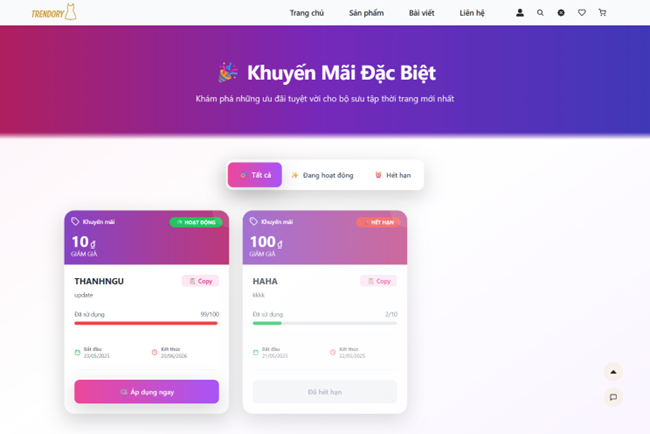 TRENDORY
Trang chủ Sản phẩm Bài viết Liên hệ
Khuyến Mãi Đặc Biệt
Khám phá những ưu đãi tuyệt vời cho bộ sưu tập thời trang mới nhất
Tất cả Đang hoạt động Hết hạn
Khuyến mãi HOẠT ĐỘNG
10 ₫
GIẢM GIÁ
THANHNGU Copy
update
Đã sử dụng 99/100
Bắt đầu Kết thúc
23/05/2025 20/06/2026
Áp dụng ngay
Khuyến mãi HẾT HẠN
100 ₫
GIẢM GIÁ
HAHA Copy
kkkk
Đã sử dụng 2/10
Bắt đầu Kết thúc
21/05/2025 22/05/2025
Đã hết hạn